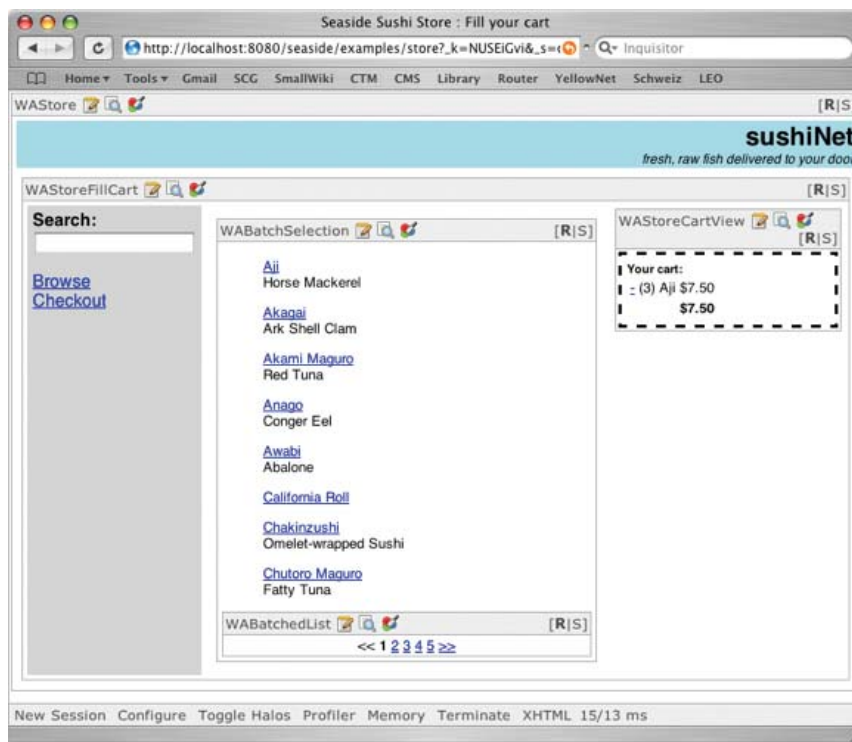 Seaside Sushi Store : Fill your cart
http://localhost:8080/seaside/examples/store?_k=NUSEiGvi&_s=
Inquisitor
Home Tools Gmail SCG SmallWiki CTM CMS Library Router YellowNet Schweiz LEO
WAStore [R|S
sushiNet
fresh, raw fish delivered to your door
WAStoreFillCart [R|S]
Search:
Browse
Checkout
WABatchSelection [R|S]
Aji
Horse Mackerel
Akagai
Ark Shell Clam
Akami Maguro
Red Tuna
Anago
Conger Eel
Awabi
Abalone
California Roll
Chakinzushi
Omelet-wrapped Sushi
Chutoro Maguro
Fatty Tuna
WABatchedList [R|S]
<< 1 2 3 4 5 >>
WAStoreCartView [R|S]
Your cart:
- (3) Aji $7.50
$7.50
New Session Configure Toggle Halos Profiler Memory Terminate XHTML 15/13 ms